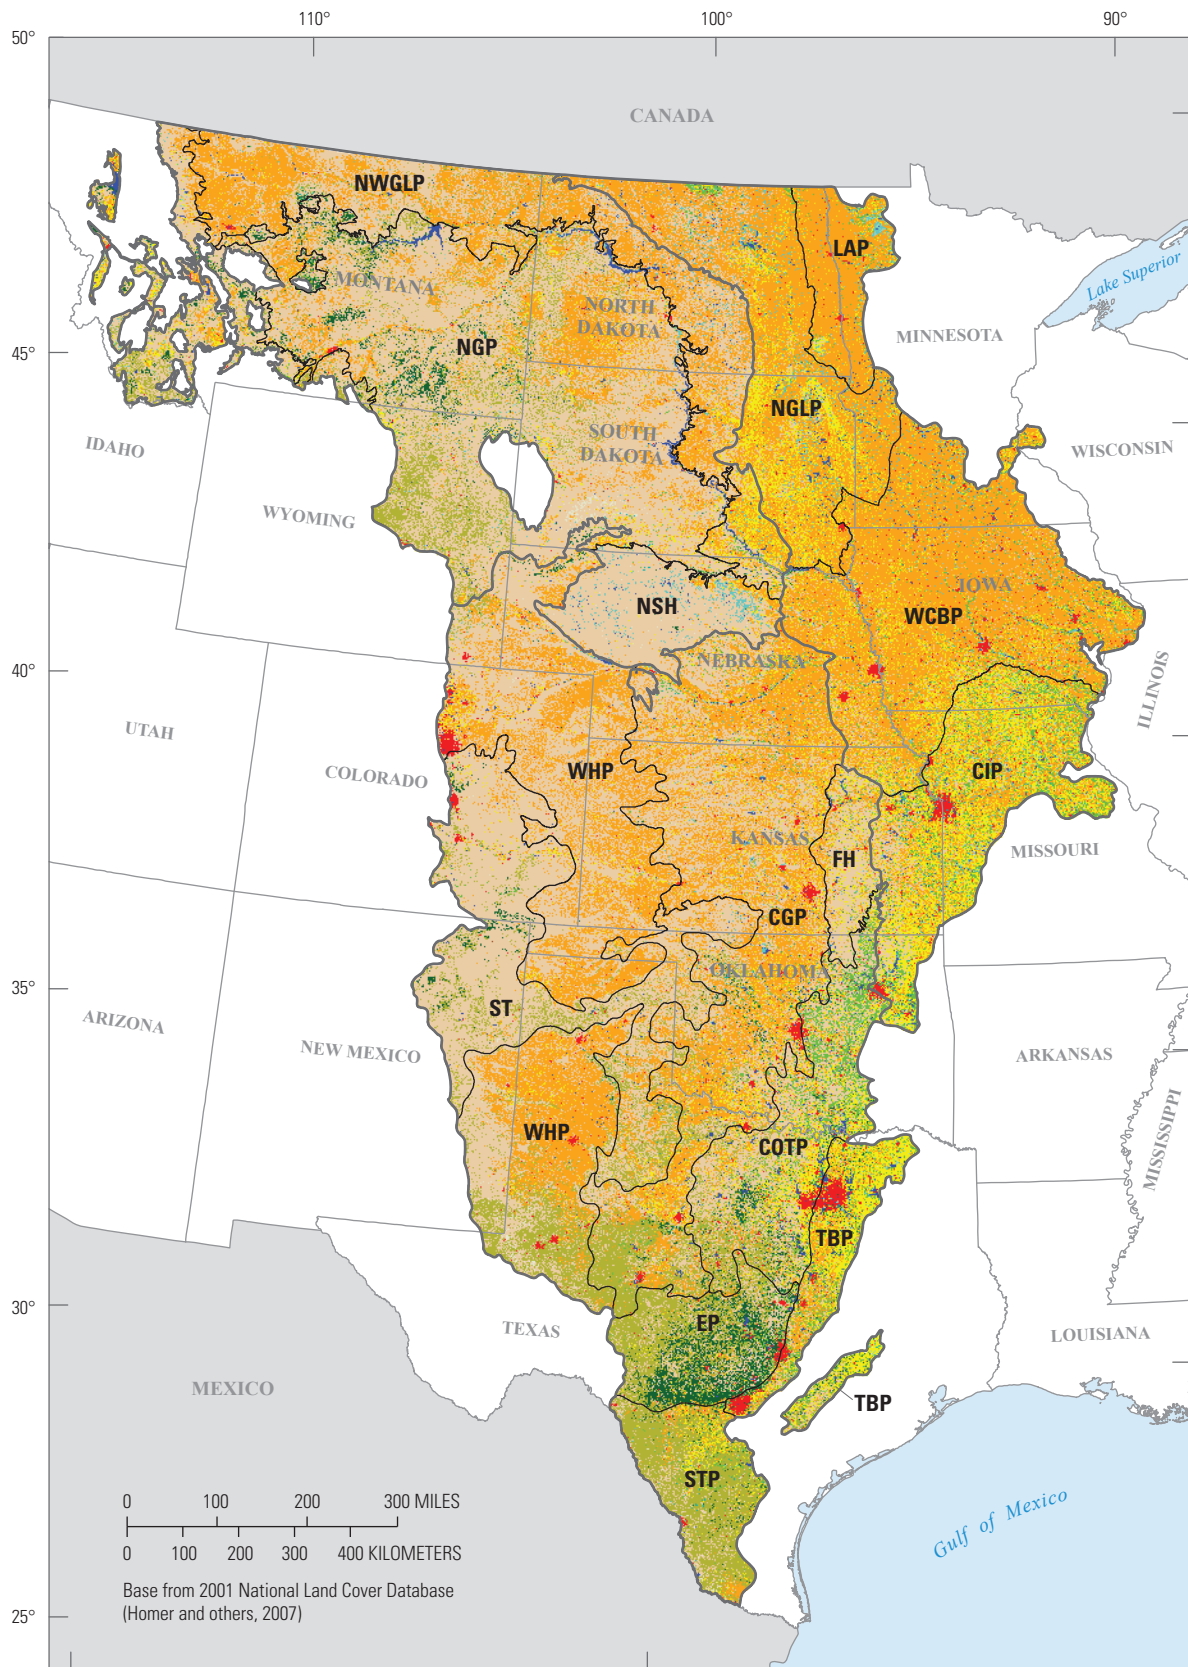 110°
100°
90°
50°
CANADA
NWGLP
LAP
Lake Superior
MONTANA
NORTH
DAKOTA
MINNESOTA
45°
NGP
NGLP
SOUTH
DAKOTA
IDAHO
WISCONSIN
WYOMING
IOWA
NSH
WCBP
NEBRASKA
40°
ILLINOIS
UTAH
COLORADO
WHP
CIP
KANSAS
MISSOURI
FH
CGP
OKLAHOMA
35°
ST
ARIZONA
NEW MEXICO
ARKANSAS
MISSISSIPPI
WHP
COTP
TBP
30°
EP
TEXAS
LOUISIANA
MEXICO
TBP
STP
0 100 200 300 MILES
Gulf of Mexico
0 100 200 300 400 KILOMETERS
Base from 2001 National Land Cover Database
(Homer and others, 2007)
25°